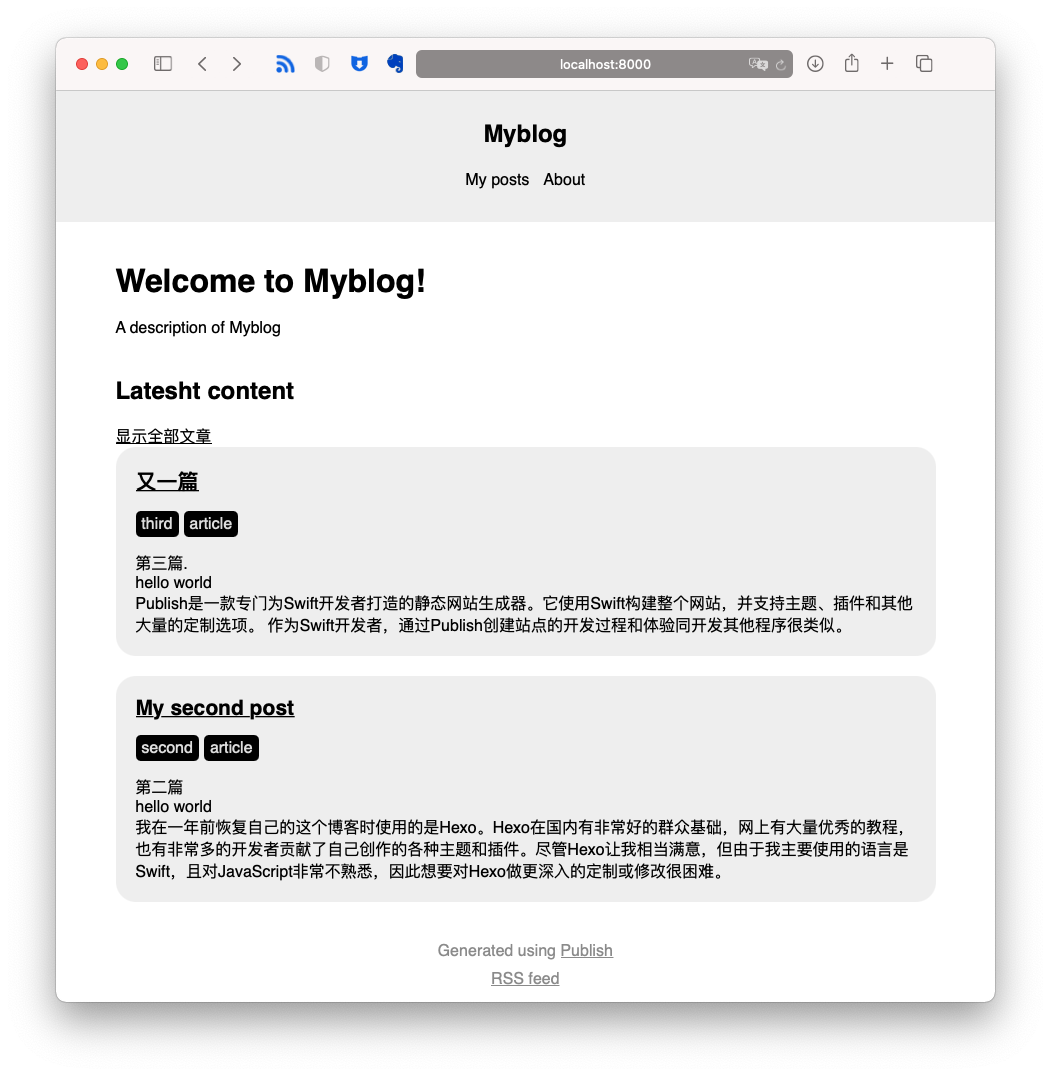 localhost:8000
Myblog
My posts About
Welcome to Myblog!
A description of Myblog
Latesht content
显示全部文章
又一篇
third article
第三篇.
hello world
Publish是一款专门为Swift开发者打造的静态网站生成器。它使用Swift构建整个网站，并支持主题、插件和其他
大量的定制选项。 作为Swift开发者，通过Publish创建站点的开发过程和体验同开发其他程序很类似。
My second post
second article
第二篇
hello world
我在一年前恢复自己的这个博客时使用的是Hexo。Hexo在国内有非常好的群众基础，网上有大量优秀的教程，
也有非常多的开发者贡献了自己创作的各种主题和插件。尽管Hexo让我相当满意，但由于我主要使用的语言是
Swift，且对JavaScript非常不熟悉，因此想要对Hexo做更深入的定制或修改很困难。
Generated using Publish
RSS feed